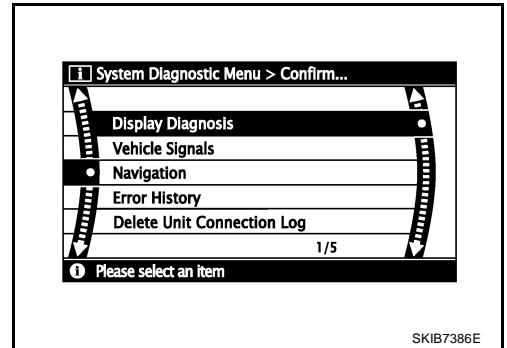 i System Diagnostic Menu > Confirm...
Display Diagnosis
Vehicle Signals
Navigation
Error History
Delete Unit Connection Log
1/5
i Please select an item
SKIB7386E